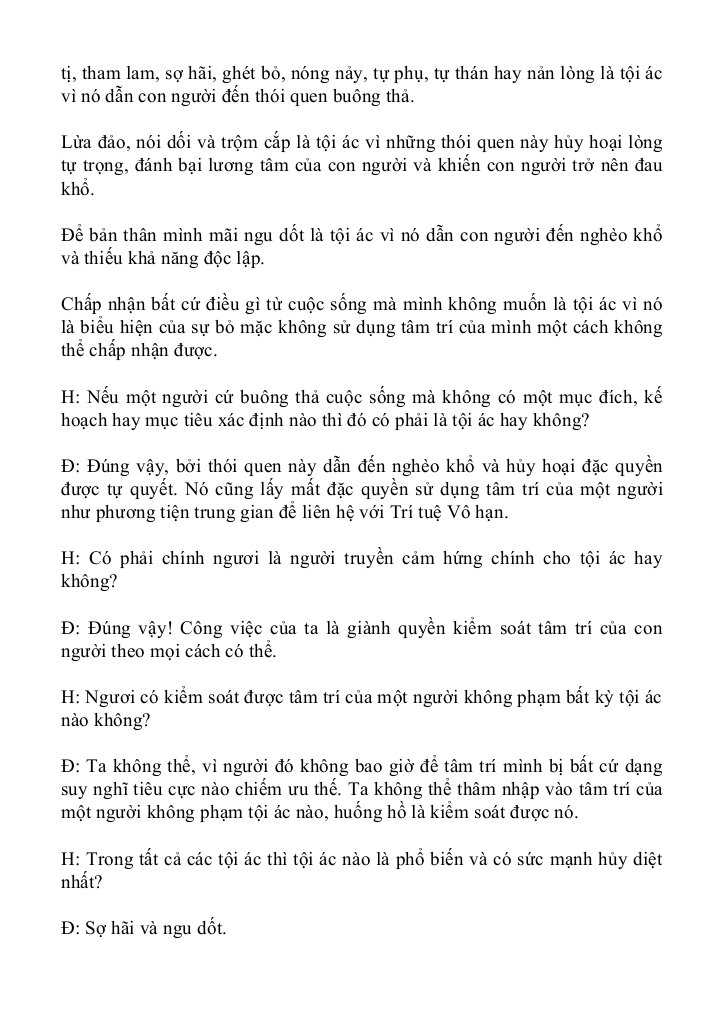 tị, tham lam, sợ hãi, ghét bỏ, nóng nảy, tự phụ, tự thán hay nản lòng là tội ác
vì nó dẫn con người đến thói quen buông thả.
Lừa đảo, nói dối và trộm cắp là tội ác vì những thói quen này hủy hoại lòng
tự trọng, đánh bại lương tâm của con người và khiến con người trở nên đau
khổ.
Để bản thân mình mãi ngu dốt là tội ác vì nó dẫn con người đến nghèo khổ
và thiếu khả năng độc lập.
Chấp nhận bất cứ điều gì từ cuộc sống mà mình không muốn là tội ác vì nó
là biểu hiện của sự bỏ mặc không sử dụng tâm trí của mình một cách không
thể chấp nhận được.
H: Nếu một người cứ buông thả cuộc sống mà không có một mục đích, kế
hoạch hay mục tiêu xác định nào thì đó có phải là tội ác hay không?
Đ: Đúng vậy, bởi thói quen này dẫn đến nghèo khổ và hủy hoại đặc quyền
được tự quyết. Nó cũng lấy mất đặc quyền sử dụng tâm trí của một người
như phương tiện trung gian để liên hệ với Trí tuệ Vô hạn.
H: Có phải chính ngươi là người truyền cảm hứng chính cho tội ác hay
không?
Đ: Đúng vậy! Công việc của ta là giành quyền kiểm soát tâm trí của con
người theo mọi cách có thể.
H: Ngươi có kiểm soát được tâm trí của một người không phạm bất kỳ tội ác
nào không?
Đ: Ta không thể, vì người đó không bao giờ để tâm trí mình bị bất cứ dạng
suy nghĩ tiêu cực nào chiếm ưu thế. Ta không thể thâm nhập vào tâm trí của
một người không phạm tội ác nào, huống hồ là kiểm soát được nó.
H: Trong tất cả các tội ác thì tội ác nào là phổ biến và có sức mạnh hủy diệt
nhất?
Đ: Sợ hãi và ngu dốt.